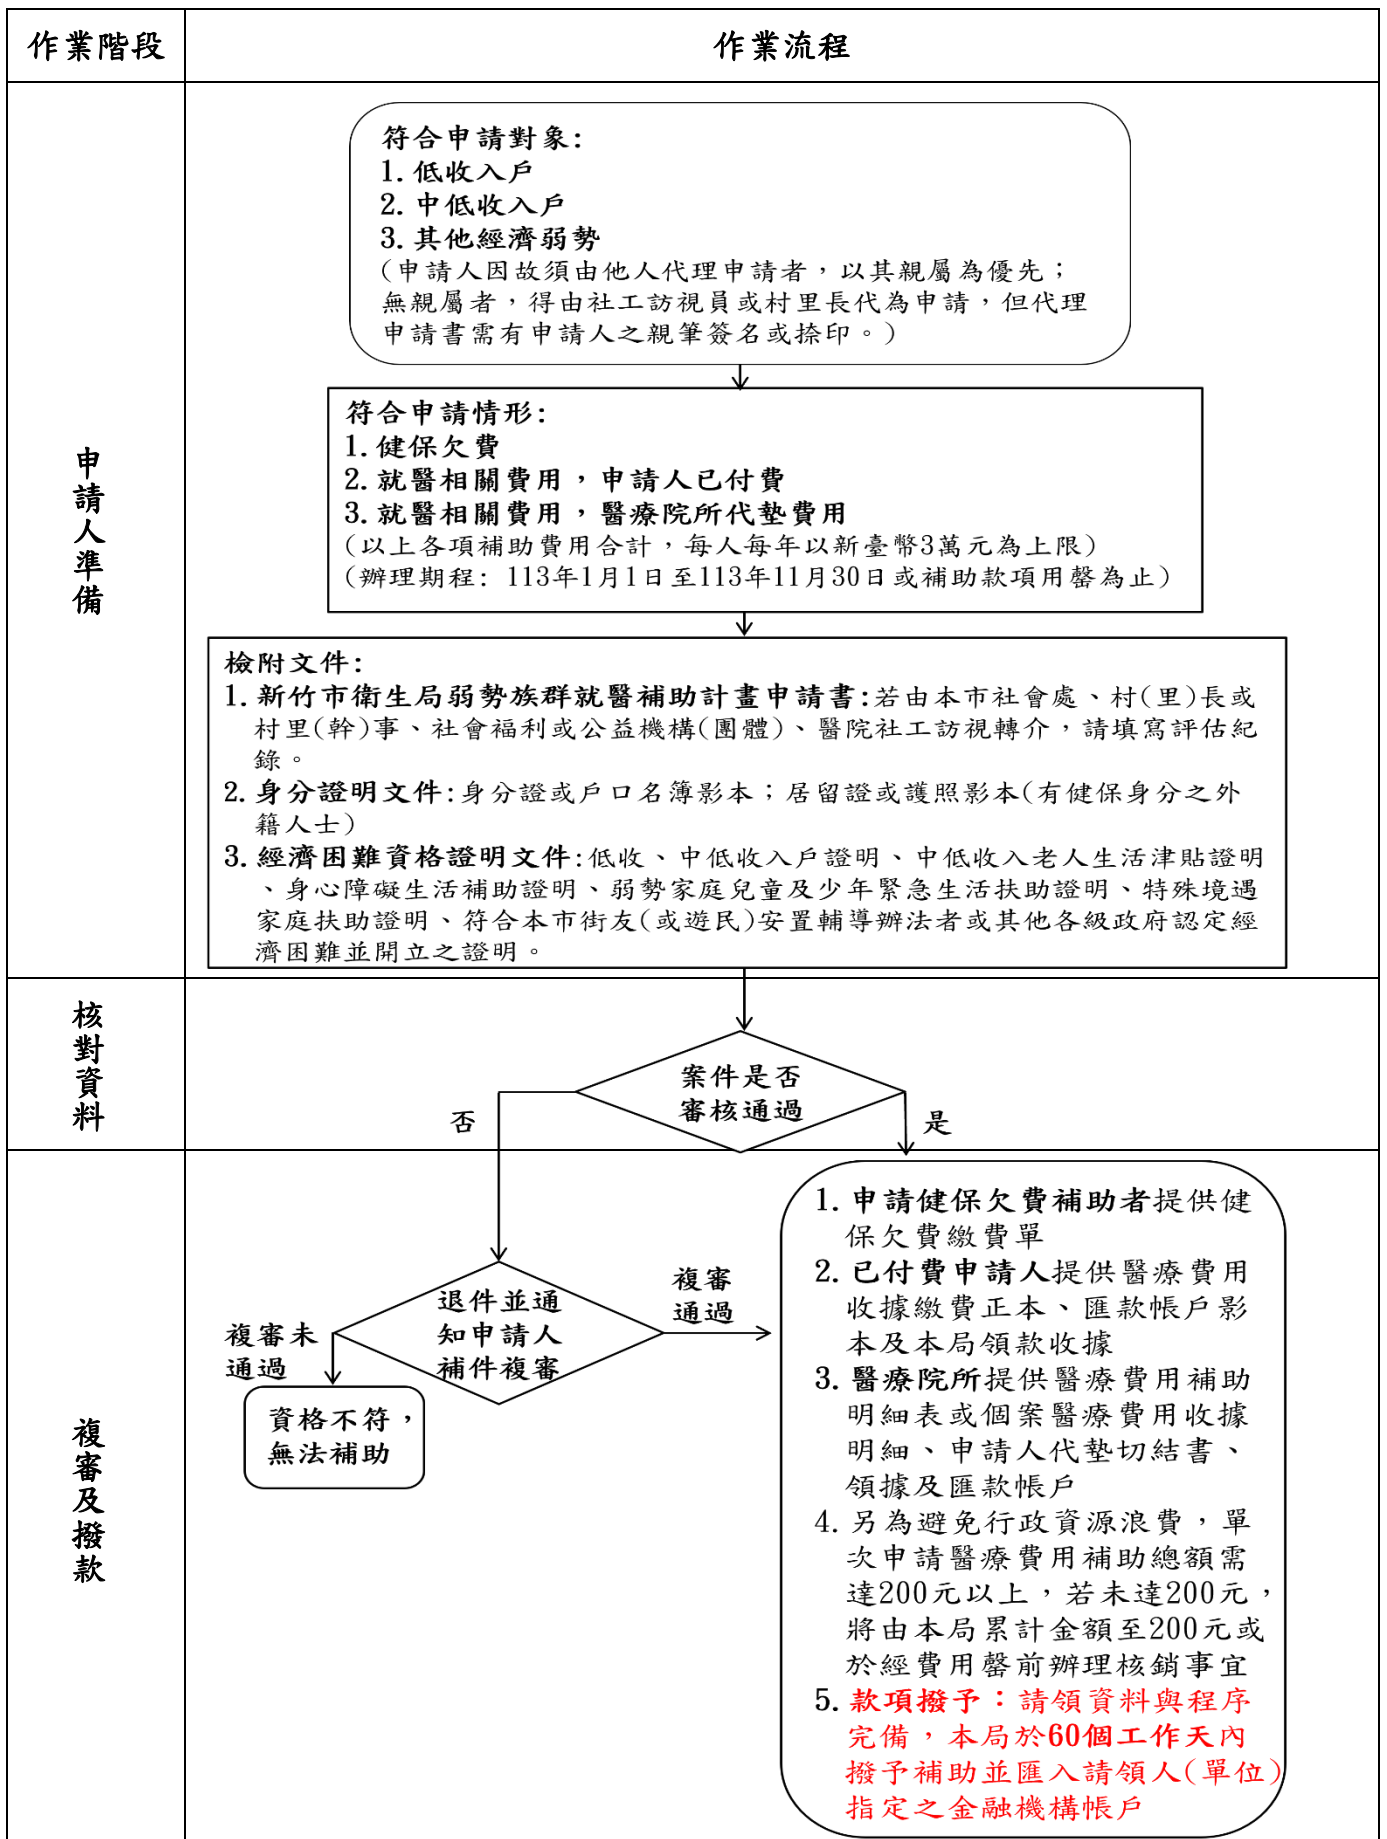 作業階段
作業流程
申請人準備
符合申請對象:
1.低收入戶
2.中低收入戶
3.其他經濟弱勢
(申請人因故須由他人代理申請者，以其親屬為優先；
無親屬者，得由社工訪視員或村里長代為申請，但代理
申請書需有申請人之親筆簽名或捺印。)
符合申請情形:
1.健保欠費
2.就醫相關費用，申請人已付費
3.就醫相關費用，醫療院所代墊費用
(以上各項補助費用合計，每人每年以新臺幣3萬元為上限)
(辦理期程: 113年1月1日至113年11月30日或補助款項用罄為止)
檢附文件:
1.新竹市衛生局弱勢族群就醫補助計畫申請書:若由本市社會處、村(里)長或
村里(幹)事、社會福利或公益機構(團體)、醫院社工訪視轉介，請填寫評估紀
錄。
2.身分證明文件:身分證或戶口名簿影本；居留證或護照影本(有健保身分之外
籍人士)
3.經濟困難資格證明文件:低收、中低收入戶證明、中低收入老人生活津貼證明
、身心障礙生活補助證明、弱勢家庭兒童及少年緊急生活扶助證明、特殊境遇
家庭扶助證明、符合本市街友(或遊民)安置輔導辦法者或其他各級政府認定經
濟困難並開立之證明。
核對資料
案件是否
審核通過
否
是
複審及撥款
退件並通
知申請人
補件複審
複審
通過
複審未
通過
資格不符，
無法補助
1.申請健保欠費補助者提供健
保欠費繳費單
2.已付費申請人提供醫療費用
收據繳費正本、匯款帳戶影
本及本局領款收據
3.醫療院所提供醫療費用補助
明細表或個案醫療費用收據
明細、申請人代墊切結書、
領據及匯款帳戶
4.另為避免行政資源浪費，單
次申請醫療費用補助總額需
達200元以上，若未達200元，
將由本局累計金額至200元或
於經費用罄前辦理核銷事宜
5.款項撥予：請領資料與程序
完備，本局於60個工作天內
撥予補助並匯入請領人(單位)
指定之金融機構帳戶